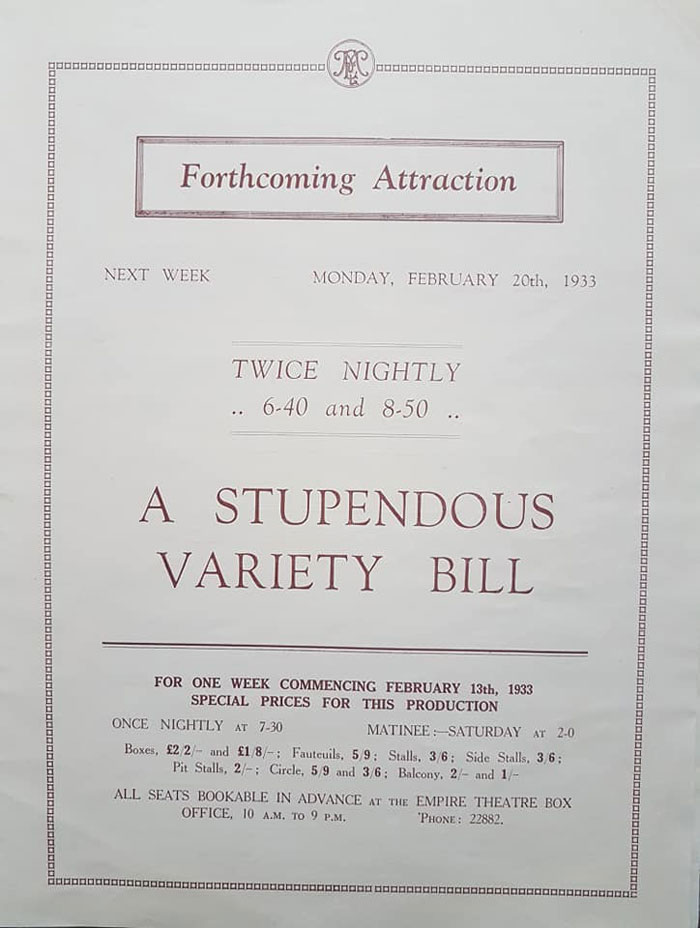 Forthcoming Attraction
NEXT WEEK MONDAY, FEBRUARY 20th, 1933
TWICE NIGHTLY
.. 6-40 and 8-50 ..
A STUPENDOUS
VARIETY BILL
FOR ONE WEEK COMMENCING FEBRUARY 13th, 1933
SPECIAL PRICES FOR THIS PRODUCTION
ONCE NIGHTLY AT 7-30 MATINEE:—SATURDAY AT 2-0
Boxes, £2/2/- and £1/8/-; Fauteuils, 5/9; Stalls, 3/6; Side Stalls, 3/6;
Pit Stalls, 2/-; Circle, 5/9 and 3/6; Balcony, 2/- and 1/-
ALL SEATS BOOKABLE IN ADVANCE AT THE EMPIRE THEATRE BOX
OFFICE, 10 A.M. TO 9 P.M. 'PHONE: 22882.